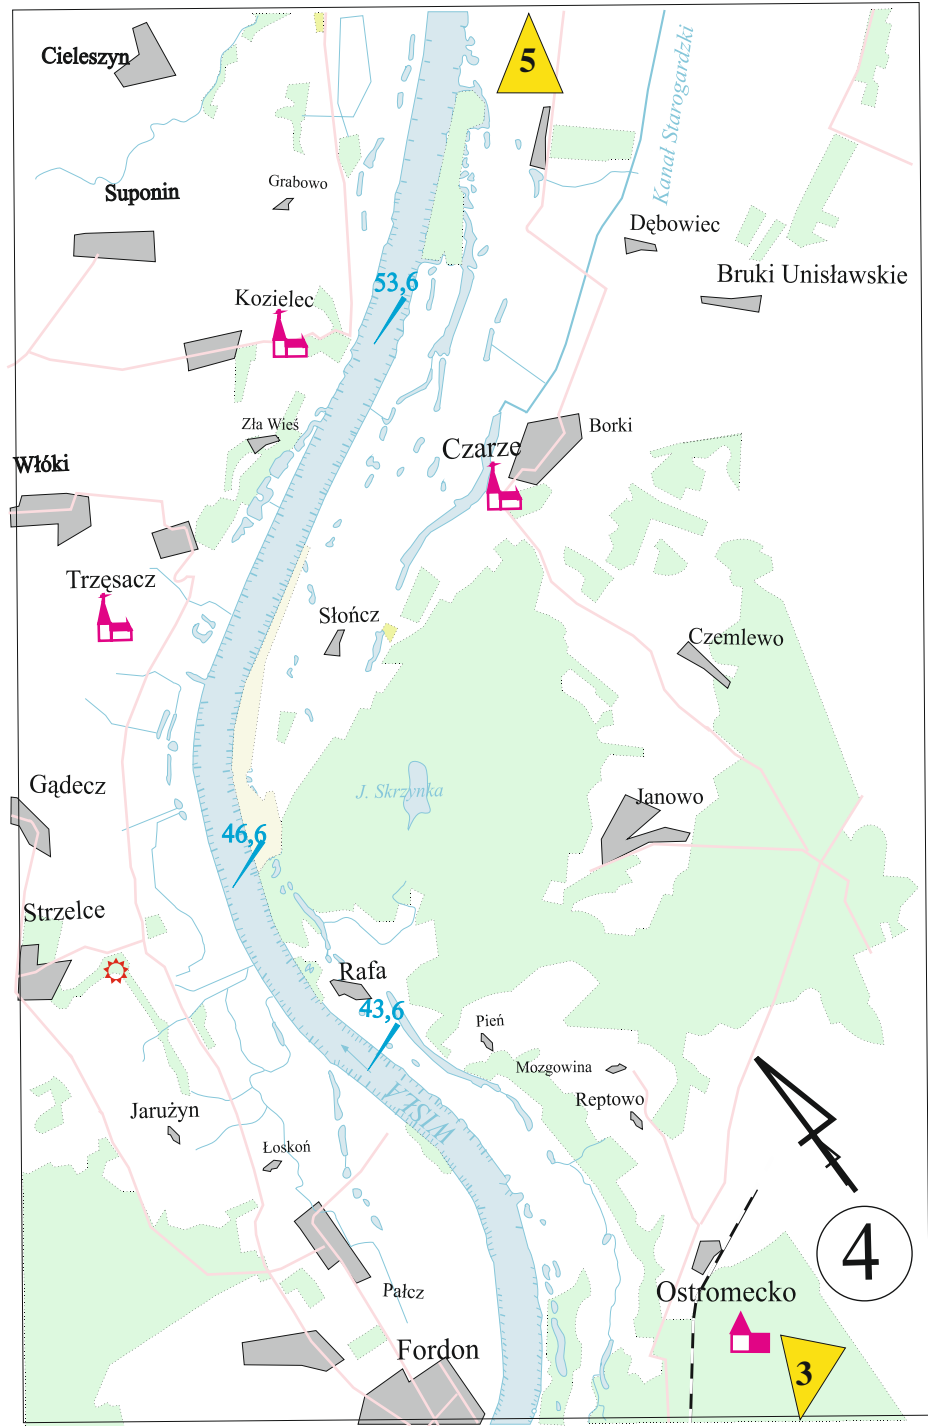 Cieleszyn
5
Kanał Starogardzki
Suponin
Grabowo
Dębowiec
Bruki Unisławskie
53,6
Kozielec
Zła Wieś
Borki
Czarze
Włóki
Trzęsacz
Słończ
Czemlewo
Gądecz
J. Skrzynka
Janowo
46,6
Strzelce
Rafa
43,6
Pień
Mozgowina
Reptowo
WISŁA
Jarużyn
Łoskoń
4
Pałcz
Ostromecko
Fordon
3